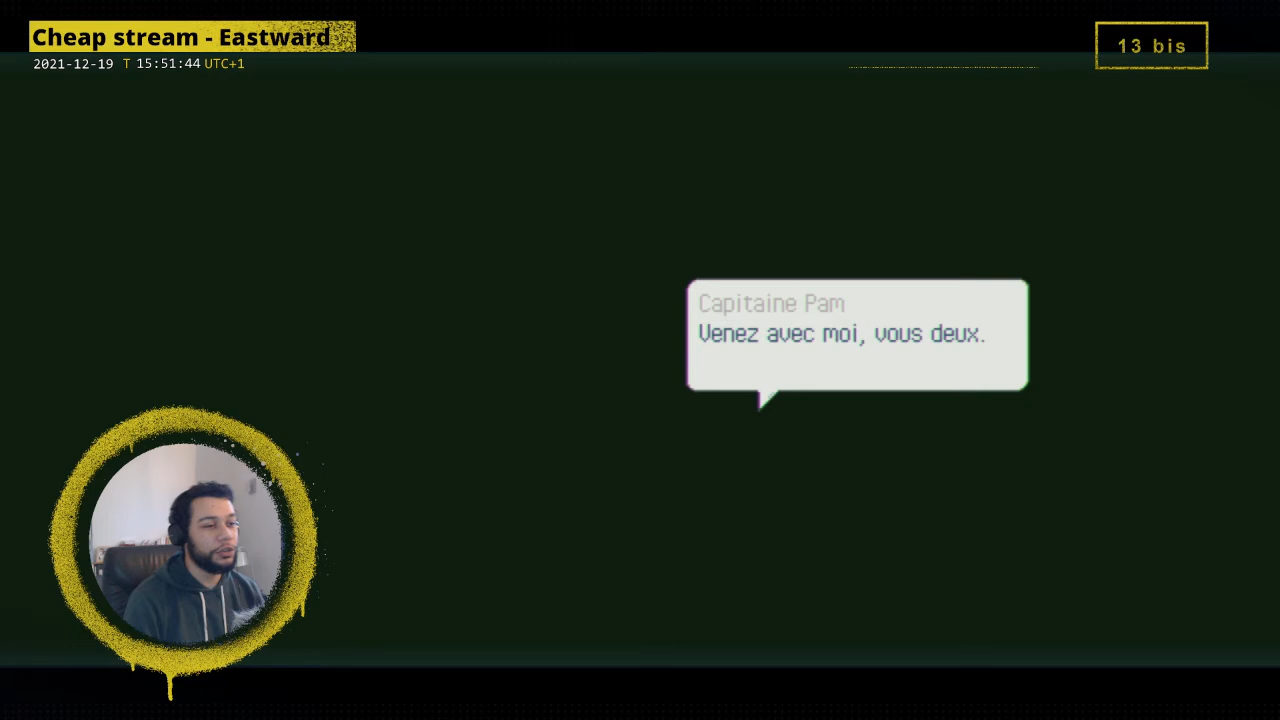 Cheap stream - Eastward
2021-12-19 T 15:51:44 UTC+1
13 bis
Capitaine Pam
Venez avec moi, vous deux.